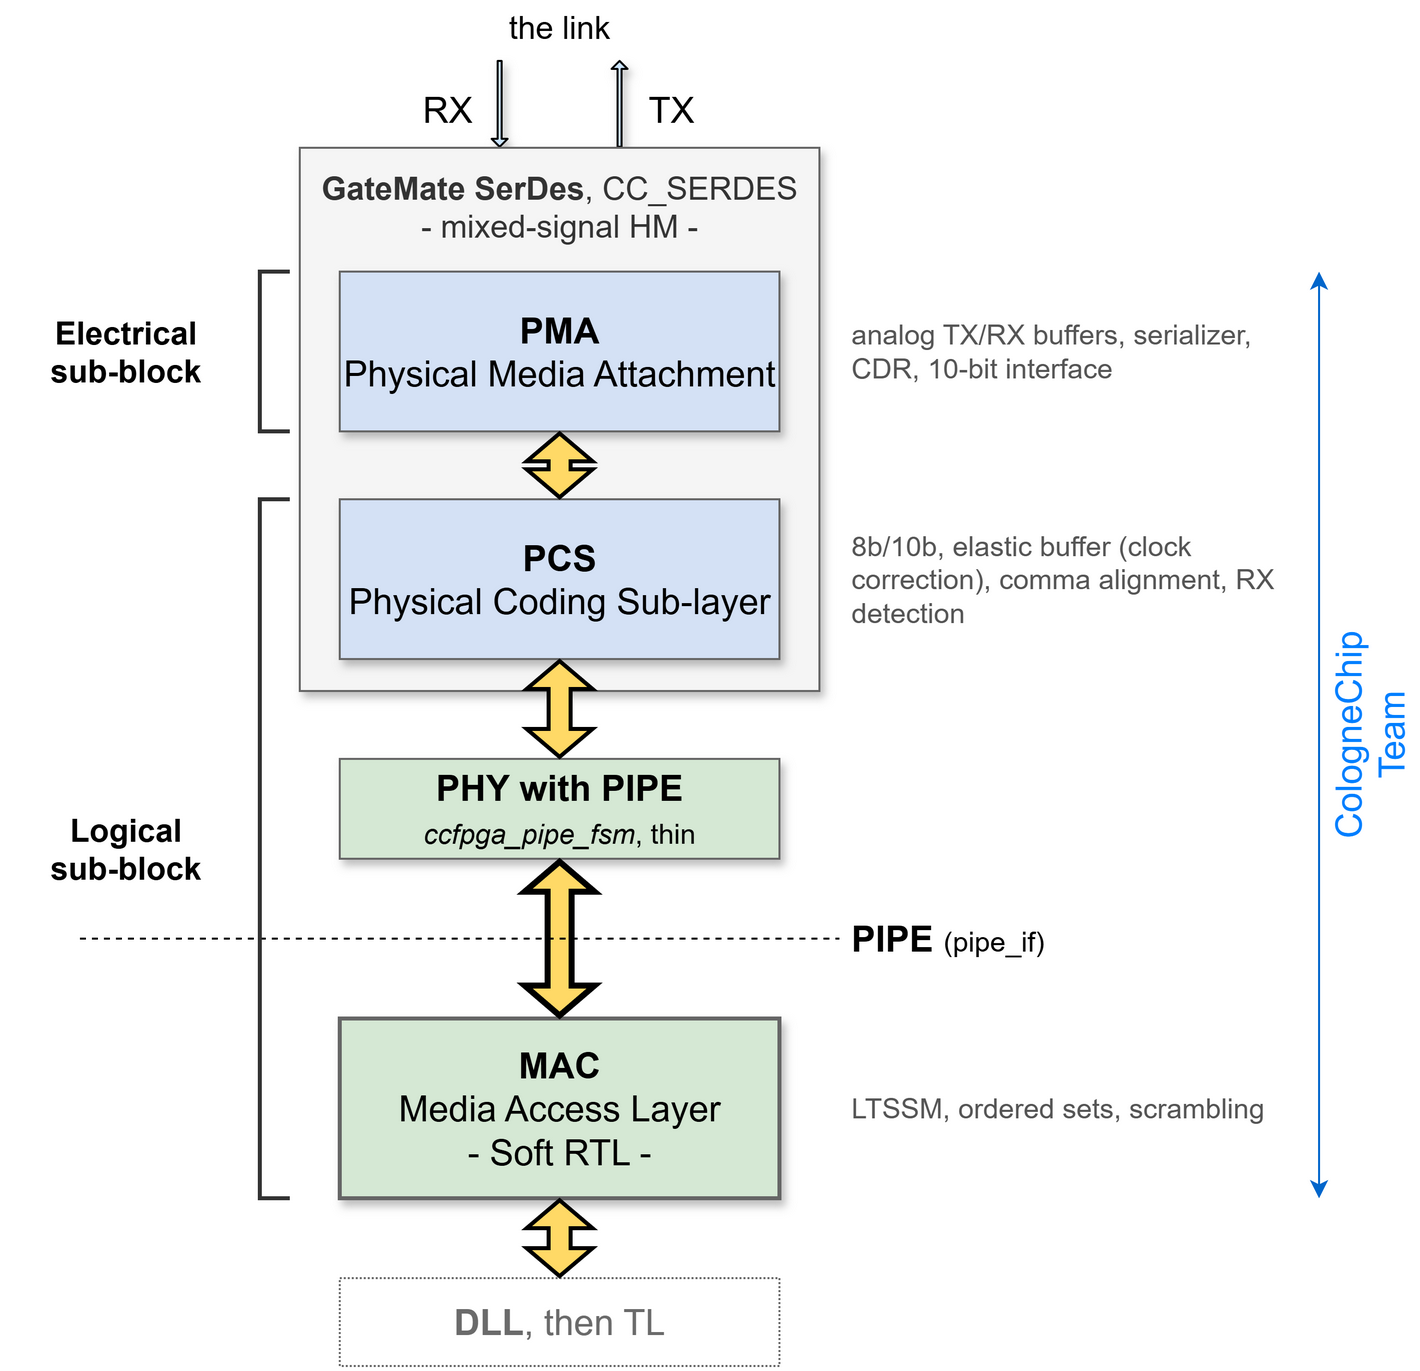 the link
RX
TX
GateMate SerDes, CC_SERDES
- mixed-signal HM -
Electrical
sub-block
PMA
Physical Media Attachment
analog TX/RX buffers, serializer,
CDR, 10-bit interface
PCS
Physical Coding Sub-layer
8b/10b, elastic buffer (clock
correction), comma alignment, RX
detection
CologneChip
Team
PHY with PIPE
ccfpga_pipe_fsm, thin
Logical
sub-block
PIPE (pipe_if)
MAC
Media Access Layer
- Soft RTL -
LTSSM, ordered sets, scrambling
DLL, then TL